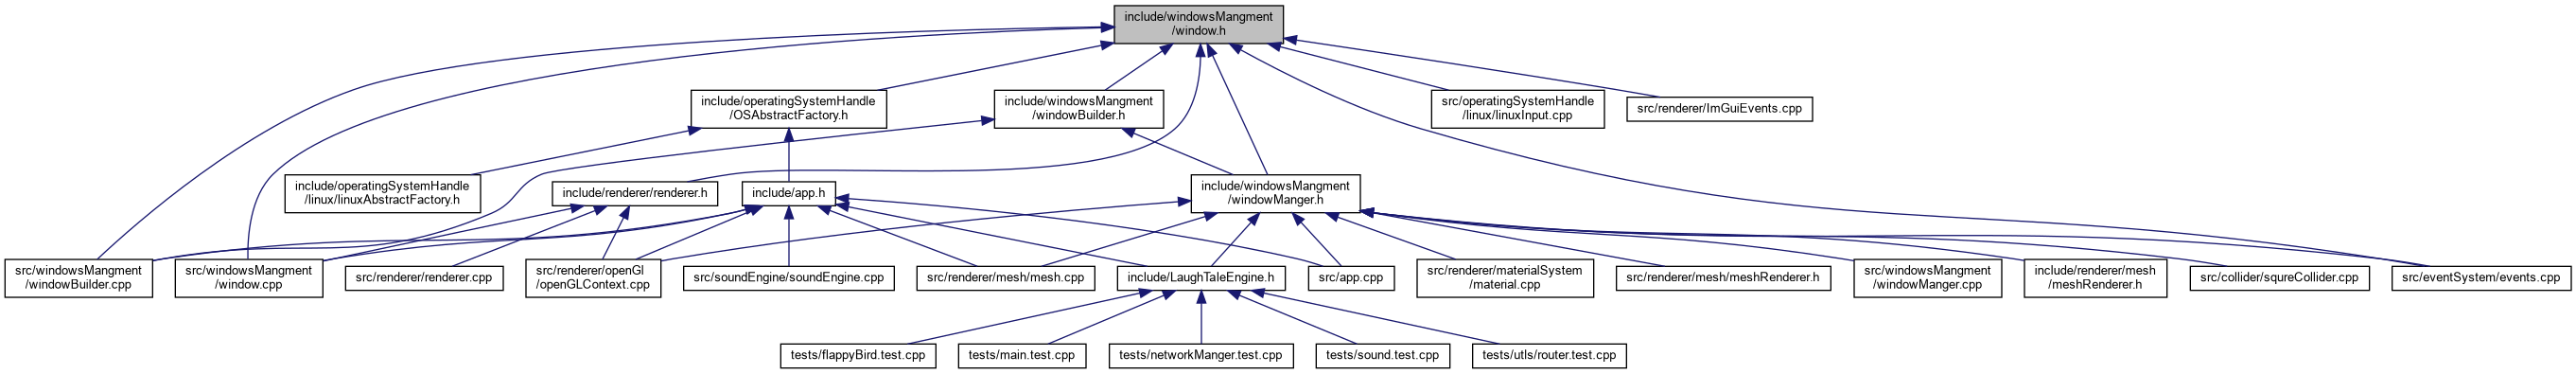 include/windowsMangment
/window.h
include/operatingSystemHandle
/OSAbstractFactory.h
include/windowsMangment
/windowBuilder.h
src/operatingSystemHandle
/linux/linuxInput.cpp
src/renderer/ImGuiEvents.cpp
include/operatingSystemHandle
/linux/linuxAbstractFactory.h
include/renderer/renderer.h
include/app.h
include/windowsMangment
/windowManger.h
src/windowsMangment
/windowBuilder.cpp
src/windowsMangment
/window.cpp
src/renderer/renderer.cpp
src/renderer/openGl
/openGLContext.cpp
src/soundEngine/soundEngine.cpp
src/renderer/mesh/mesh.cpp
include/LaughTaleEngine.h
src/app.cpp
src/renderer/materialSystem
/material.cpp
src/renderer/mesh/meshRenderer.h
src/windowsMangment
/windowManger.cpp
include/renderer/mesh
/meshRenderer.h
src/collider/squreCollider.cpp
src/eventSystem/events.cpp
tests/flappyBird.test.cpp
tests/main.test.cpp
tests/networkManger.test.cpp
tests/sound.test.cpp
tests/utls/router.test.cpp